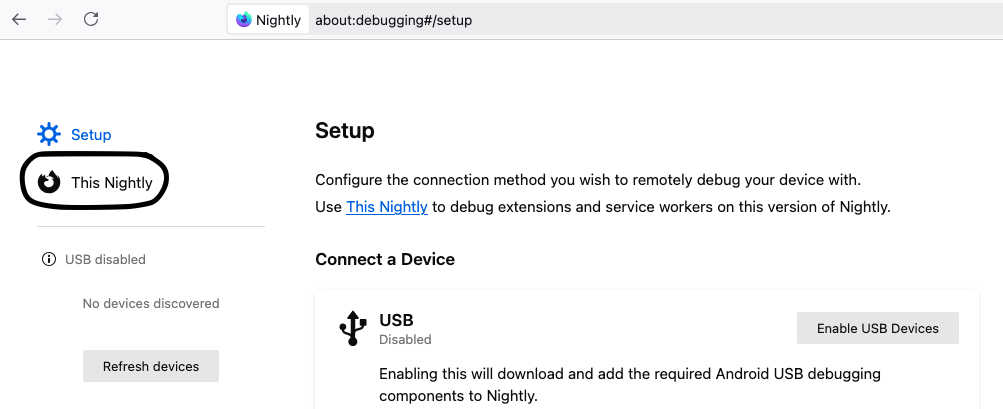 Nightly about:debugging#/setup
Setup
This Nightly
USB disabled
No devices discovered
Refresh devices
Setup
Configure the connection method you wish to remotely debug your device with.
Use This Nightly to debug extensions and service workers on this version of Nightly.
Connect a Device
USB
Disabled
Enable USB Devices
Enabling this will download and add the required Android USB debugging
components to Nightly.